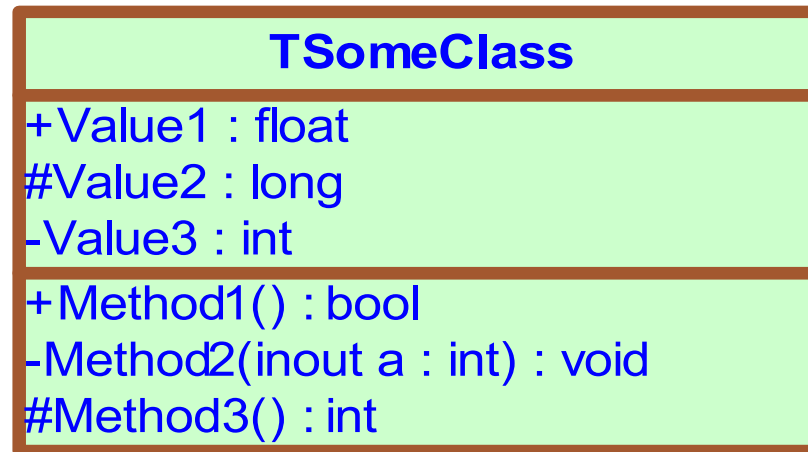 TSomeClass
+Value1 : float
#Value2 : long
-Value3 : int
+Method1() : bool
-Method2(inout a : int) : void
#Method3() : int